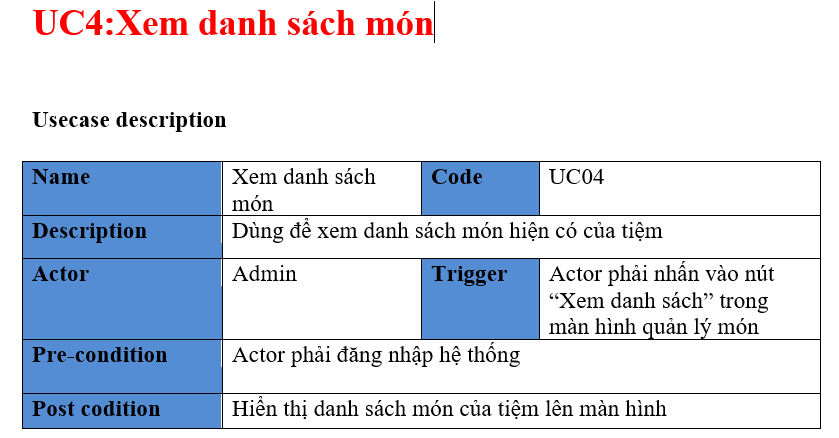 UC4:Xem danh sách món
Usecase description
Name
Xem danh sách
món
Code
UC04
Description
Dùng để xem danh sách món hiện có của tiệm
Actor
Admin
Trigger
Actor phải nhấn vào nút
“Xem danh sách” trong
màn hình quản lý món
Pre-condition
Actor phải đăng nhập hệ thống
Post codition
Hiển thị danh sách món của tiệm lên màn hình